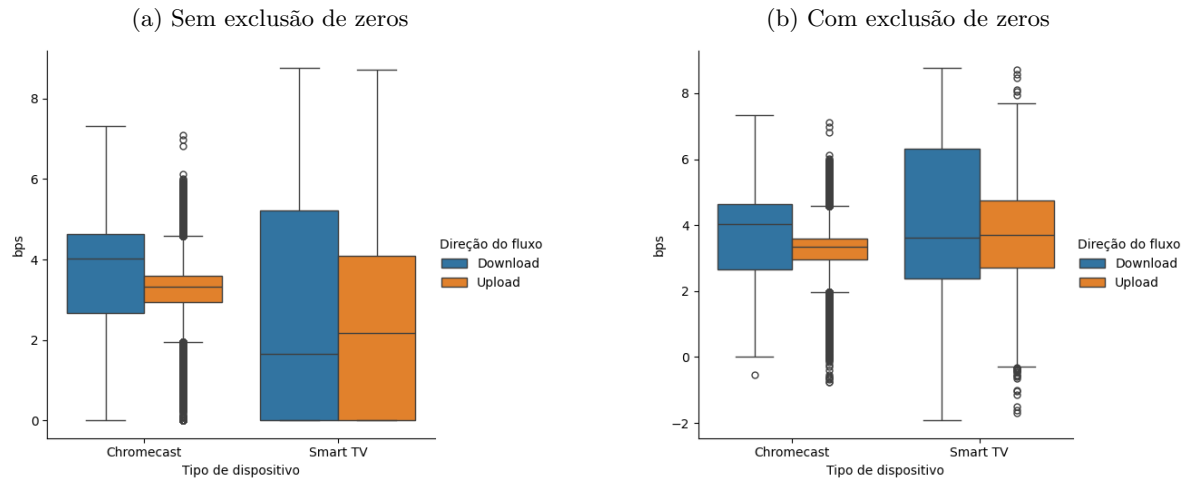 (a) Sem exclusão de zeros
8
6
4
2
0
bps
Chromecast
Smart TV
Tipo de dispositivo
Direção do fluxo
Download
Upload
(b) Com exclusão de zeros
8
6
4
2
0
−2
bps
Chromecast
Smart TV
Tipo de dispositivo
Direção do fluxo
Download
Upload